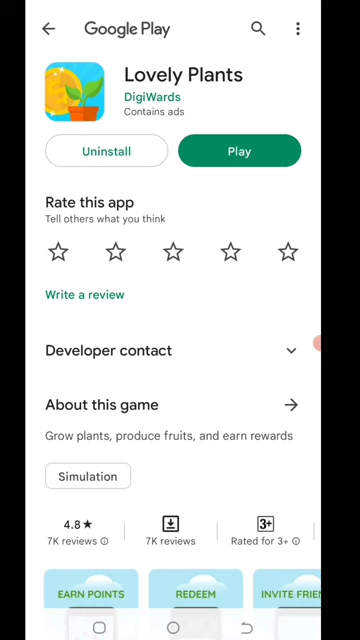 Google Play
Lovely Plants
DigiWards
Contains ads
Uninstall
Play
Rate this app
Tell others what you think
Write a review
Developer contact
About this game
Grow plants, produce fruits, and earn rewards
Simulation
4.8★
7K reviews
7K reviews
3+
Rated for 3+
EARN POINTS
REDEEM
INVITE FRIEN